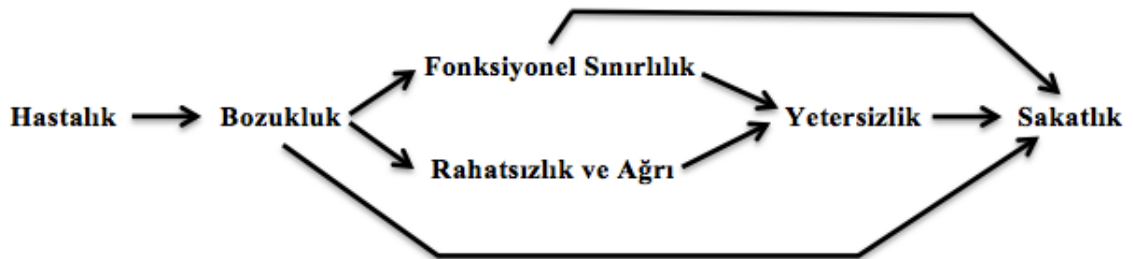 Fonksiyonel Sınırlılık
Hastalık
Bozukluk
Yetersizlik
Sakatlık
Rahatsızlık ve Ağrı